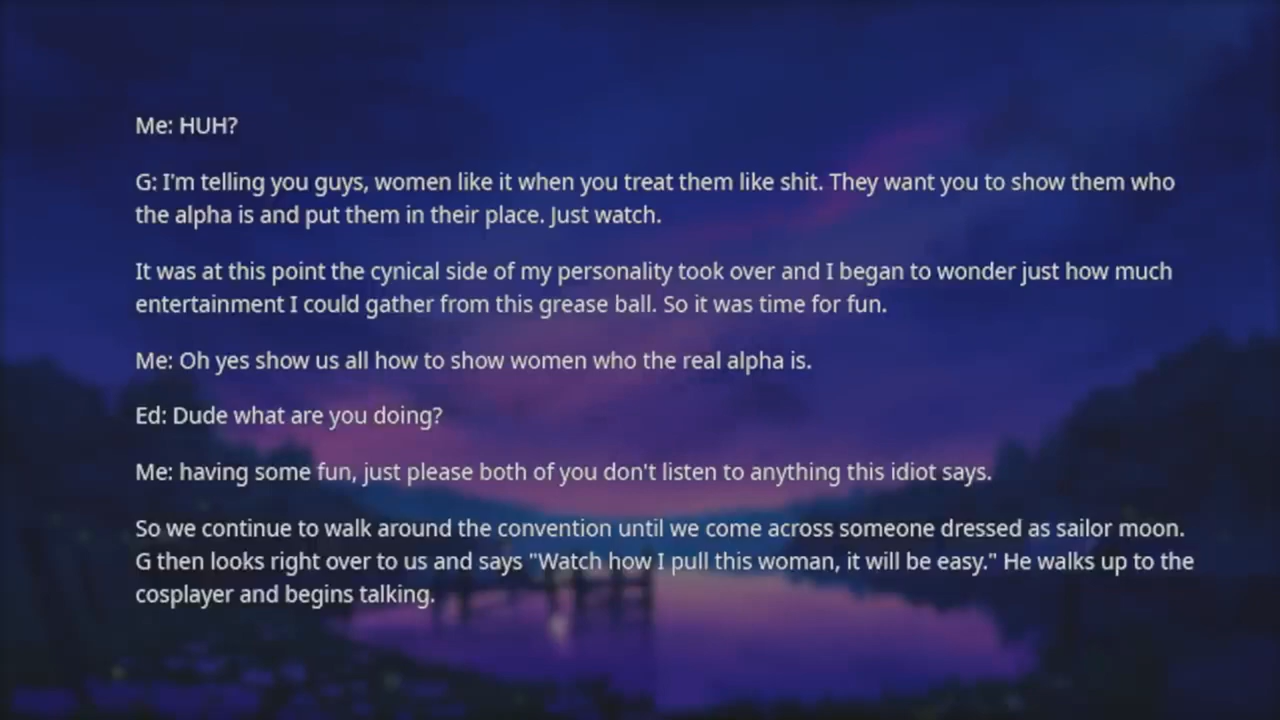 Me: HUH?
G: I'm telling you guys, women like it when you treat them like shit. They want you to show them who
the alpha is and put them in their place. Just watch.
It was at this point the cynical side of my personality took over and I began to wonder just how much
entertainment I could gather from this grease ball. So it was time for fun.
Me: Oh yes show us all how to show women who the real alpha is.
Ed: Dude what are you doing?
Me: having some fun, just please both of you don't listen to anything this idiot says.
So we continue to walk around the convention until we come across someone dressed as sailor moon.
G then looks right over to us and says "Watch how I pull this woman, it will be easy." He walks up to the
cosplayer and begins talking.